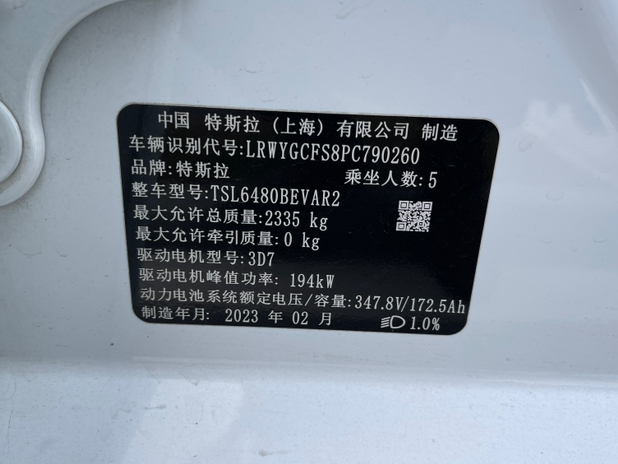 中国 特斯拉 (上海) 有限公司 制造
车辆识别代号:LRWYGCFS8PC790260
品牌:特斯拉 乘坐人数:5
整车型号:TSL6480BEVAR2
最大允许总质量:2335 kg
最大允许牵引质量:0 kg
驱动电机型号:3D7
驱动电机峰值功率: 194kW
动力电池系统额定电压/容量:347.8V/172.5Ah
制造年月: 2023 年 02 月 1.0%